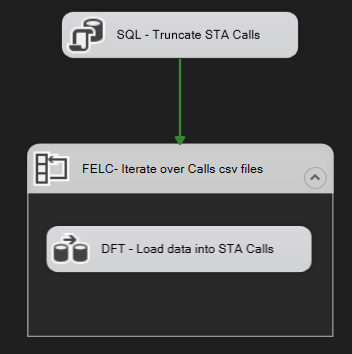 SQL - Truncate STA Calls
FELC- Iterate over Calls csv files
DFT - Load data into STA Calls